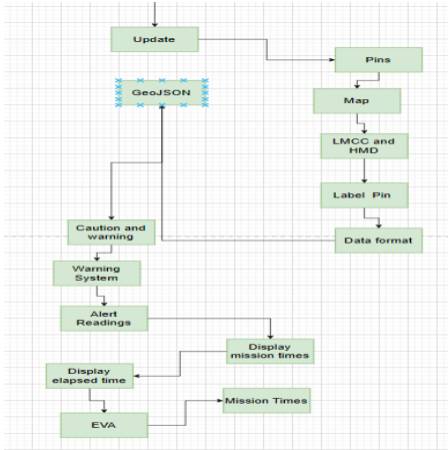 Update
Pins
GeoJSON
Map
LMCC and
HMD
Label Pin
Caution and
warning
Data format
Warning
System
Alert
Readings
Display
mission times
Display
elapsed time
Mission Times
EVA